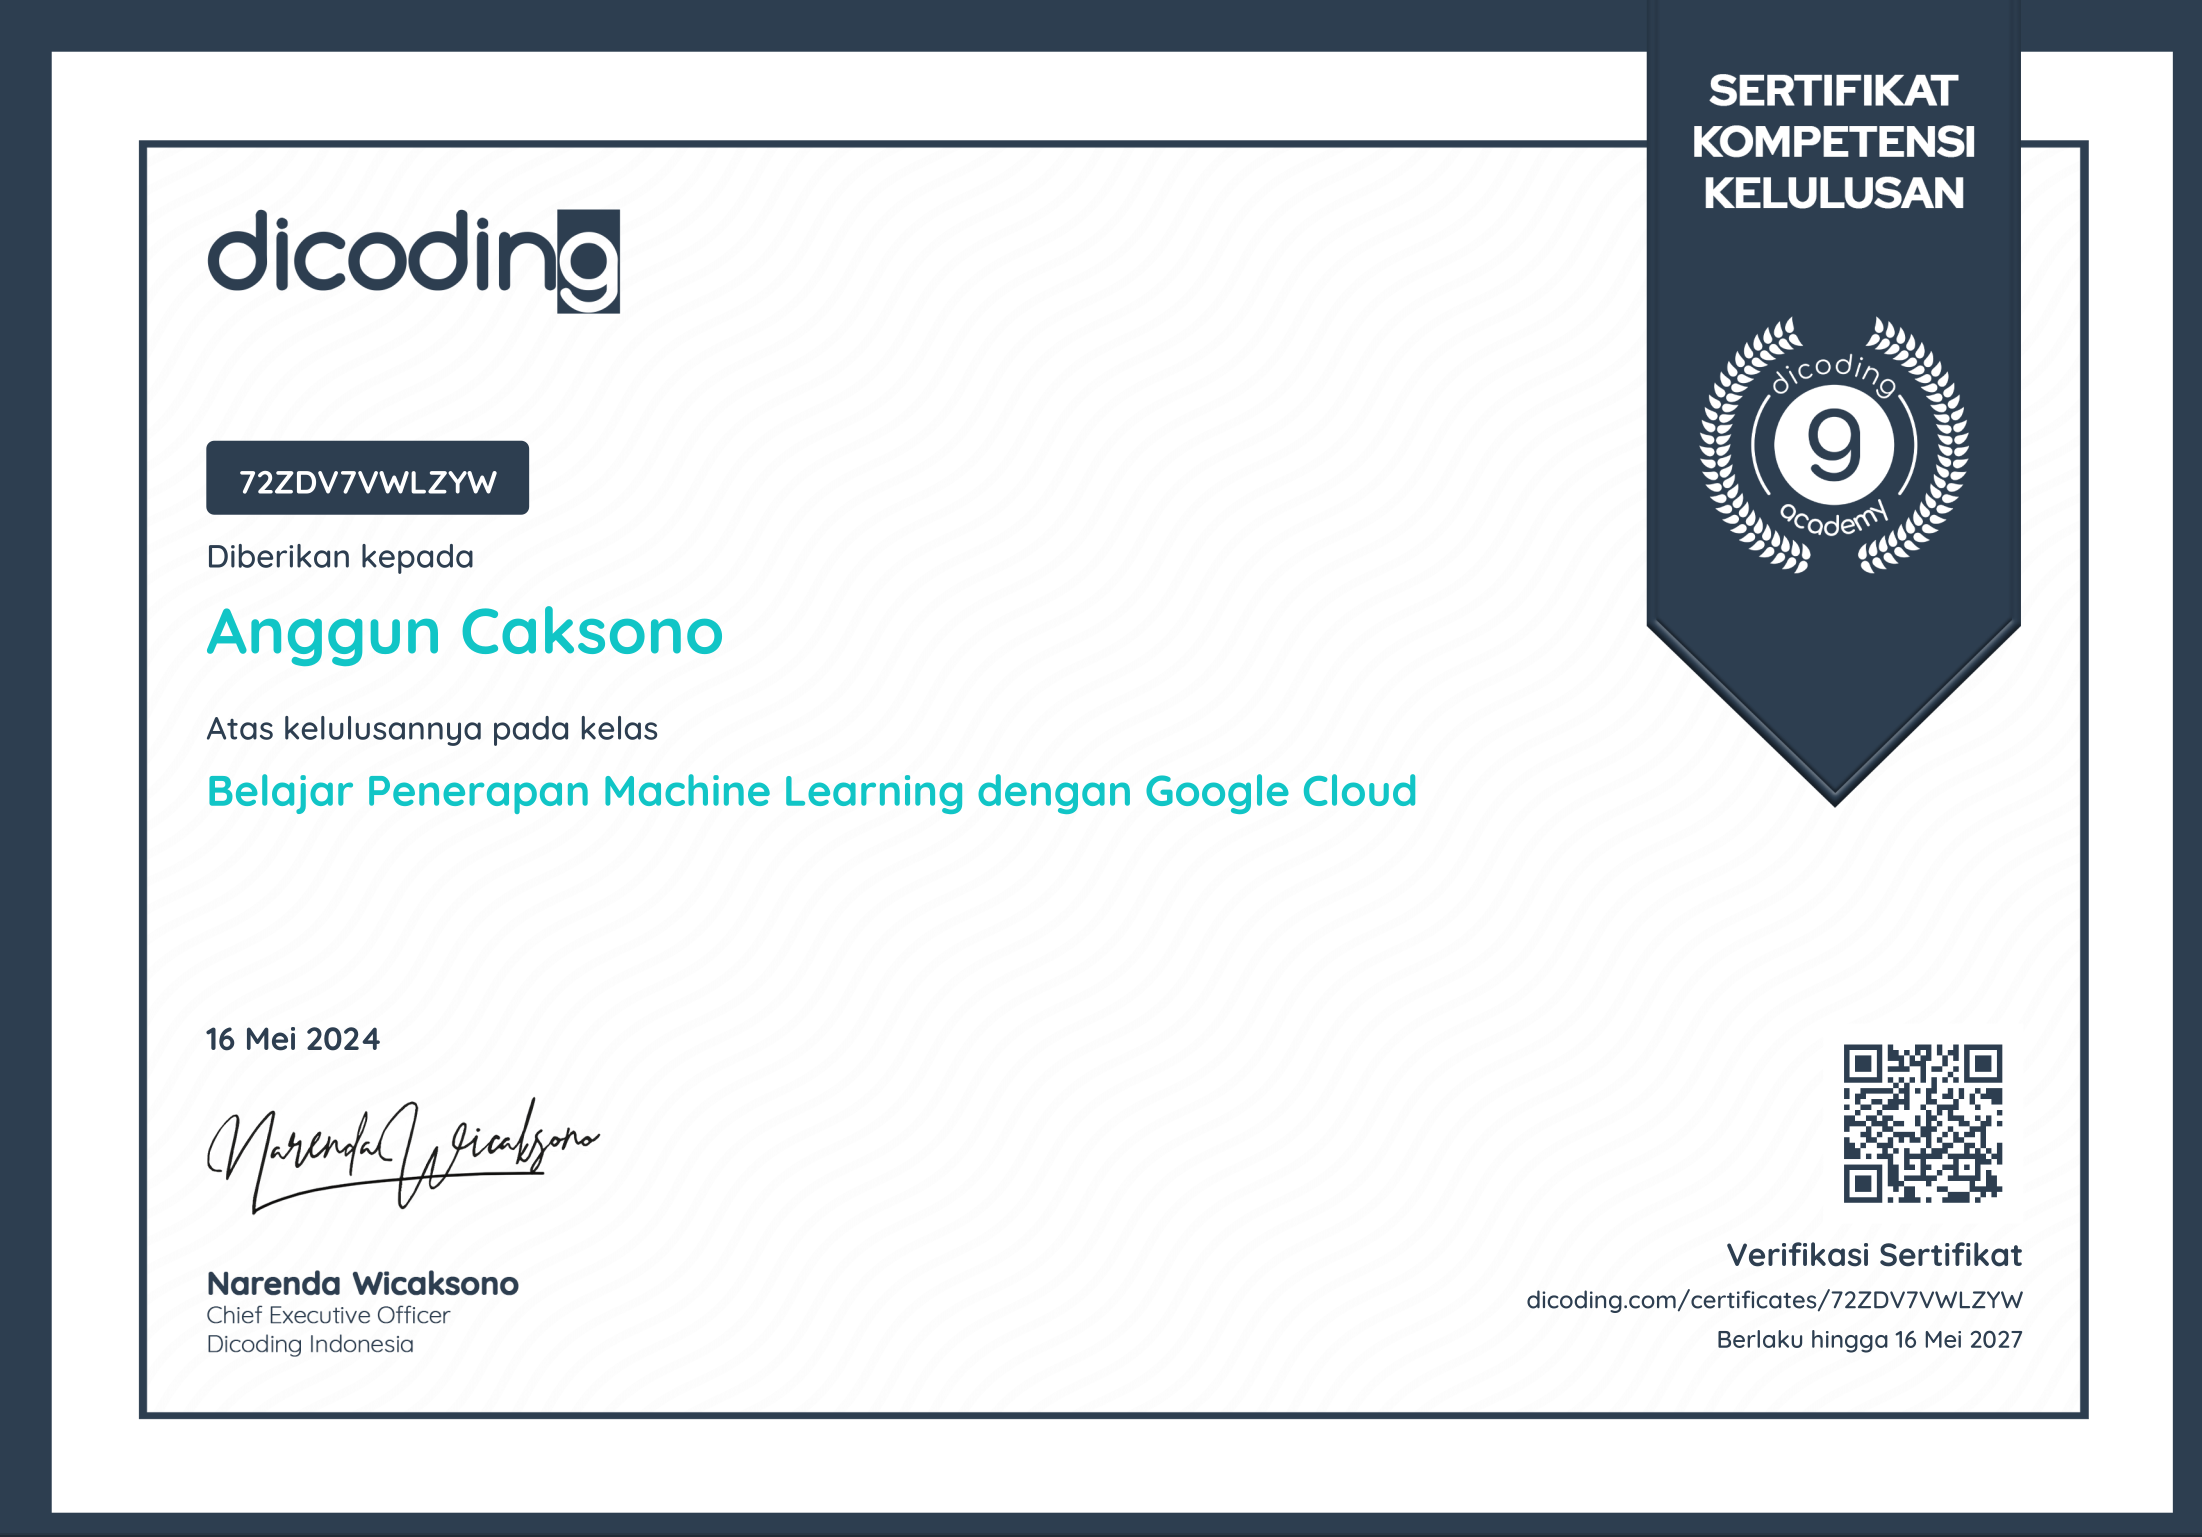 SERTIFIKAT
KOMPETENSI
KELULUSAN
dicoding
dicoding
g
academy
72ZDV7VWLZYW
Diberikan kepada
Anggun Caksono
Atas kelulusannya pada kelas
Belajar Penerapan Machine Learning dengan Google Cloud
16 Mei 2024
Narenda Wicaksono
Narenda Wicaksono
Chief Executive Officer
Dicoding Indonesia
Verifikasi Sertifikat
dicoding.com/certificates/72ZDV7VWLZYW
Berlaku hingga 16 Mei 2027